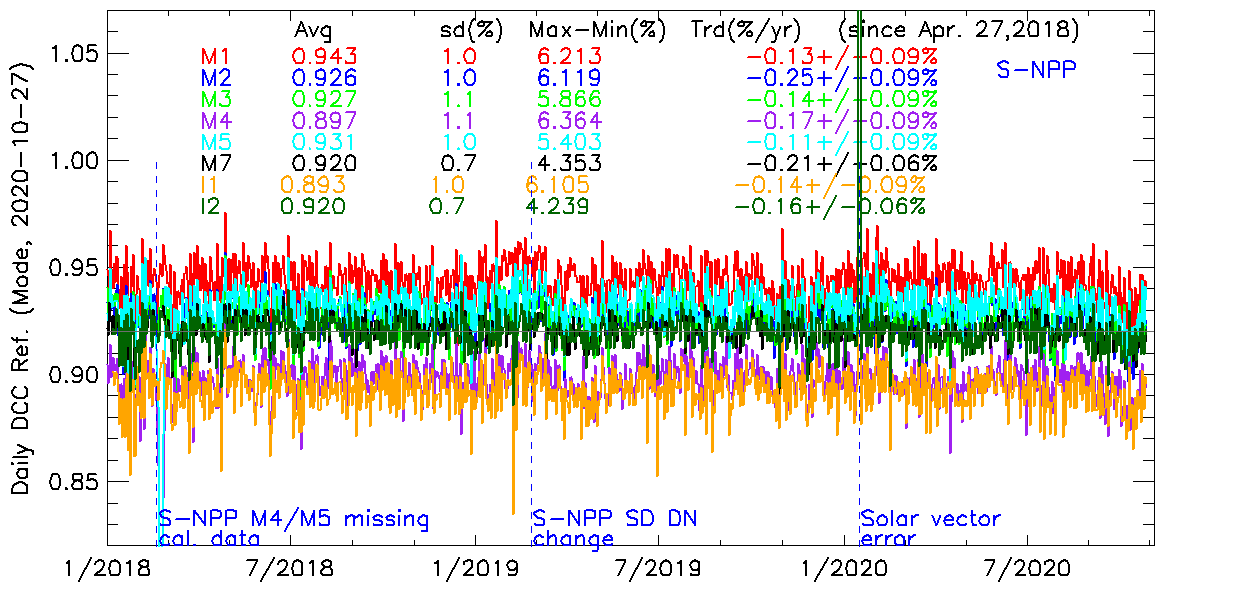 Avg sd(%) Max-Min(%) Trd(%/yr) (since Apr. 27,2018)
M1 0.943 1.0 6.213 -0.13+/-0.09%
M2 0.926 1.0 6.119 -0.25+/-0.09%
S-NPP
M3 0.927 1.1 5.866 -0.14+/-0.09%
M4 0.897 1.1 6.364 -0.17+/-0.09%
M5 0.931 1.0 5.403 -0.11+/-0.09%
M7 0.920 0.7 4.353 -0.21+/-0.06%
I1 0.893 1.0 6.105 -0.14+/-0.09%
I2 0.920 0.7 4.239 -0.16+/-0.06%
1.05
1.00
0.95
0.90
0.85
Daily DCC Ref. (Mode, 2020-10-27)
S-NPP M4/M5 missing
cal. data
S-NPP SD DN
change
Solar vector
error
1/2018 7/2018 1/2019 7/2019 1/2020 7/2020